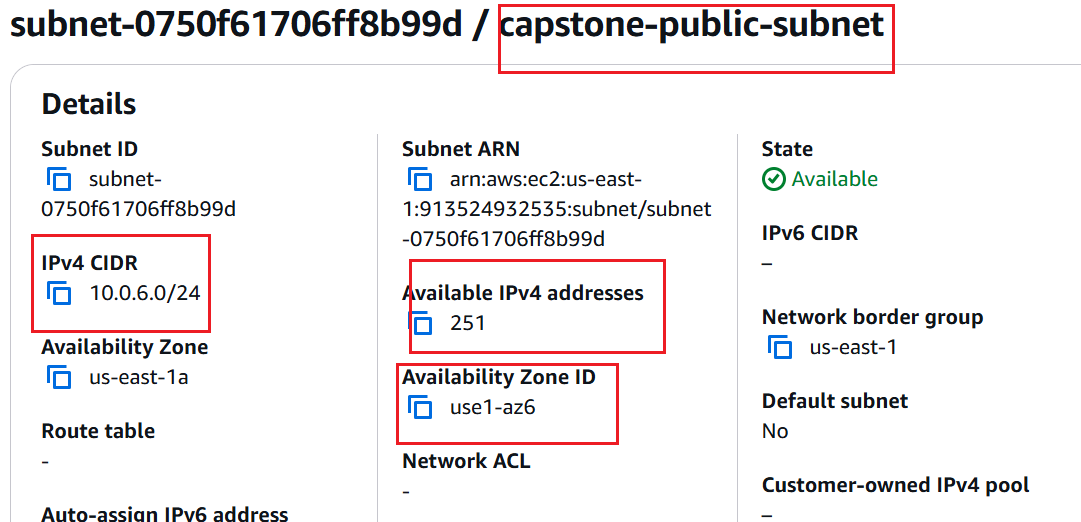 subnet-0750f61706ff8b99d / capstone-public-subnet
Details
Subnet ID
subnet-
0750f61706ff8b99d
IPv4 CIDR
10.0.6.0/24
Availability Zone
us-east-1a
Route table
-
Auto-assign IPv6 address
Subnet ARN
arn:aws:ec2:us-east-
1:913524932535:subnet/subnet
-0750f61706ff8b99d
Available IPv4 addresses
251
Availability Zone ID
use1-az6
Network ACL
-
State
Available
IPv6 CIDR
–
Network border group
us-east-1
Default subnet
No
Customer-owned IPv4 pool
–